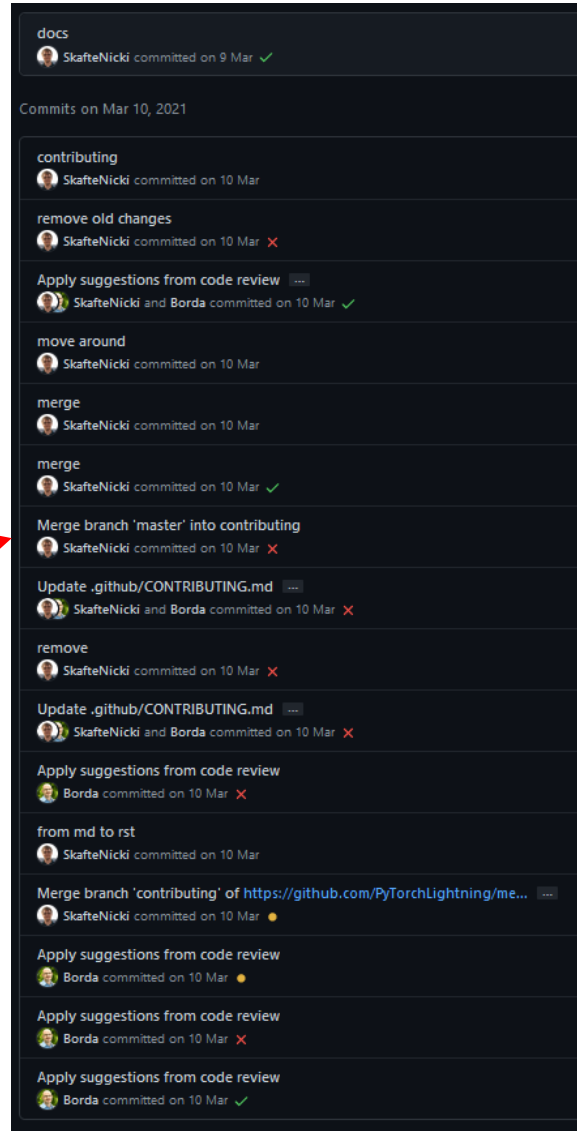 docs
SkafteNicki committed on 9 Mar
Commits on Mar 10, 2021
contributing
SkafteNicki committed on 10 Mar
remove old changes
SkafteNicki committed on 10 Mar
Apply suggestions from code review ...
SkafteNicki and Borda committed on 10 Mar
move around
SkafteNicki committed on 10 Mar
merge
SkafteNicki committed on 10 Mar
merge
SkafteNicki committed on 10 Mar
Merge branch 'master' into contributing
SkafteNicki committed on 10 Mar
Update .github/CONTRIBUTING.md ...
SkafteNicki and Borda committed on 10 Mar
remove
SkafteNicki committed on 10 Mar
Update .github/CONTRIBUTING.md ...
SkafteNicki and Borda committed on 10 Mar
Apply suggestions from code review
Borda committed on 10 Mar
from md to rst
SkafteNicki committed on 10 Mar
Merge branch 'contributing' of https://github.com/PyTorchLightning/me... ...
SkafteNicki committed on 10 Mar
Apply suggestions from code review
Borda committed on 10 Mar
Apply suggestions from code review
Borda committed on 10 Mar
Apply suggestions from code review
Borda committed on 10 Mar